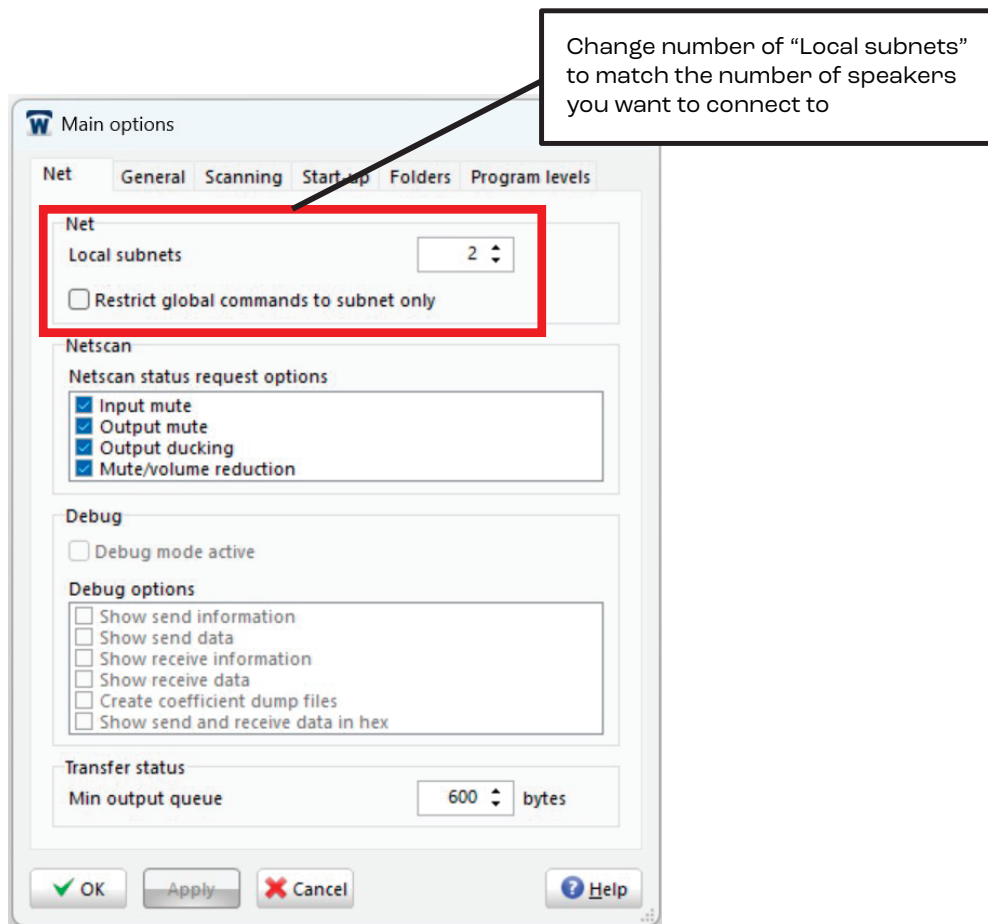 Change number of “Local subnets”
to match the number of speakers
you want to connect to
W Main options
Net General Scanning Start-up Folders Program levels
Net
Local subnets 2
Restrict global commands to subnet only
Netscan
Netscan status request options
Input mute
Output mute
Output ducking
Mute/volume reduction
Debug
Debug mode active
Debug options
Show send information
Show send data
Show receive information
Show receive data
Create coefficient dump files
Show send and receive data in hex
Transfer status
Min output queue 600 bytes
OK Apply Cancel ? Help